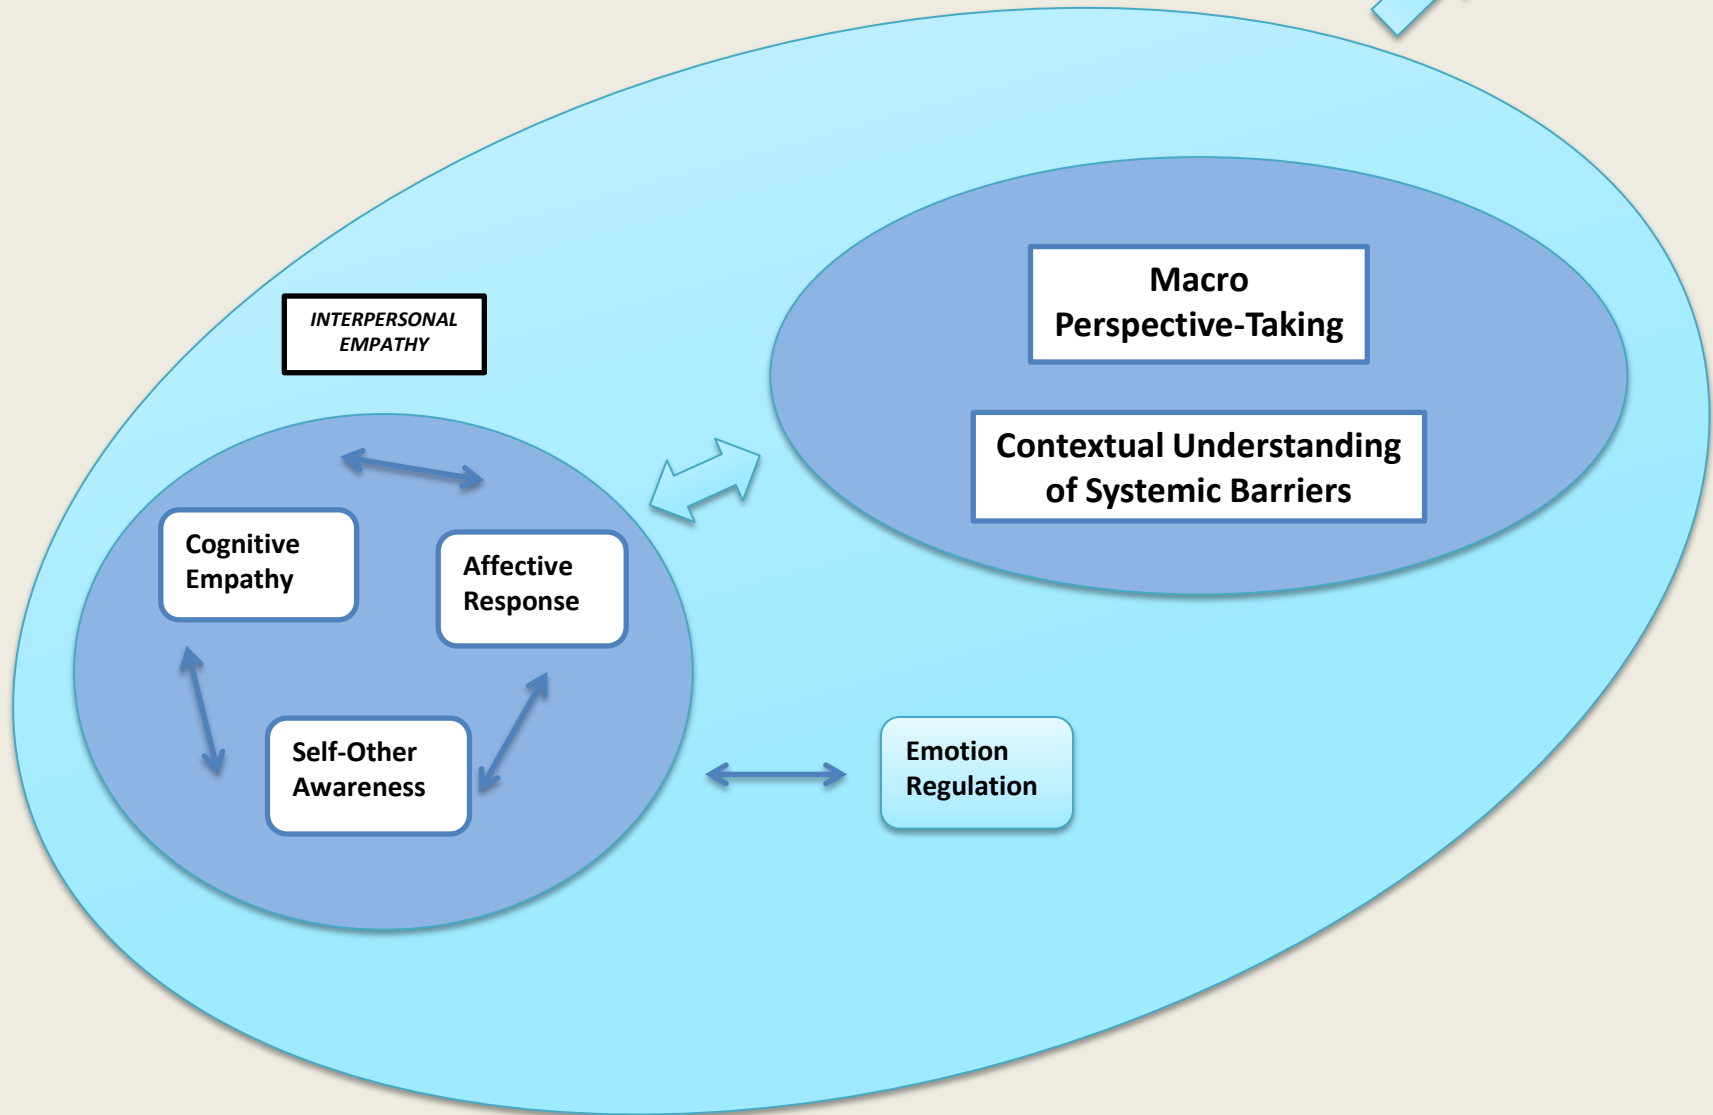 INTERPERSONAL
EMPATHY
Macro
Perspective-Taking
Contextual Understanding
of Systemic Barriers
Cognitive
Empathy
Affective
Response
Self-Other
Awareness
Emotion
Regulation